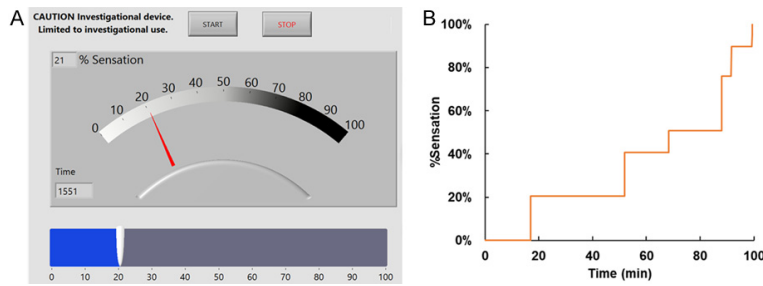 A
CAUTION Investigational device.
Limited to investigational use.
START
STOP
21 % Sensation
0 10 20 30 40 50 60 70 80 90 100
Time
1551
0 10 20 30 40 50 60 70 80 90 100
B
100%
80%
60%
40%
20%
0%
%Sensation
0 20 40 60 80 100
Time (min)